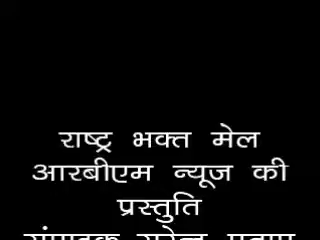 राष्ट्र भक्त मेल
आरबीएम न्यूज की
प्रस्तुति